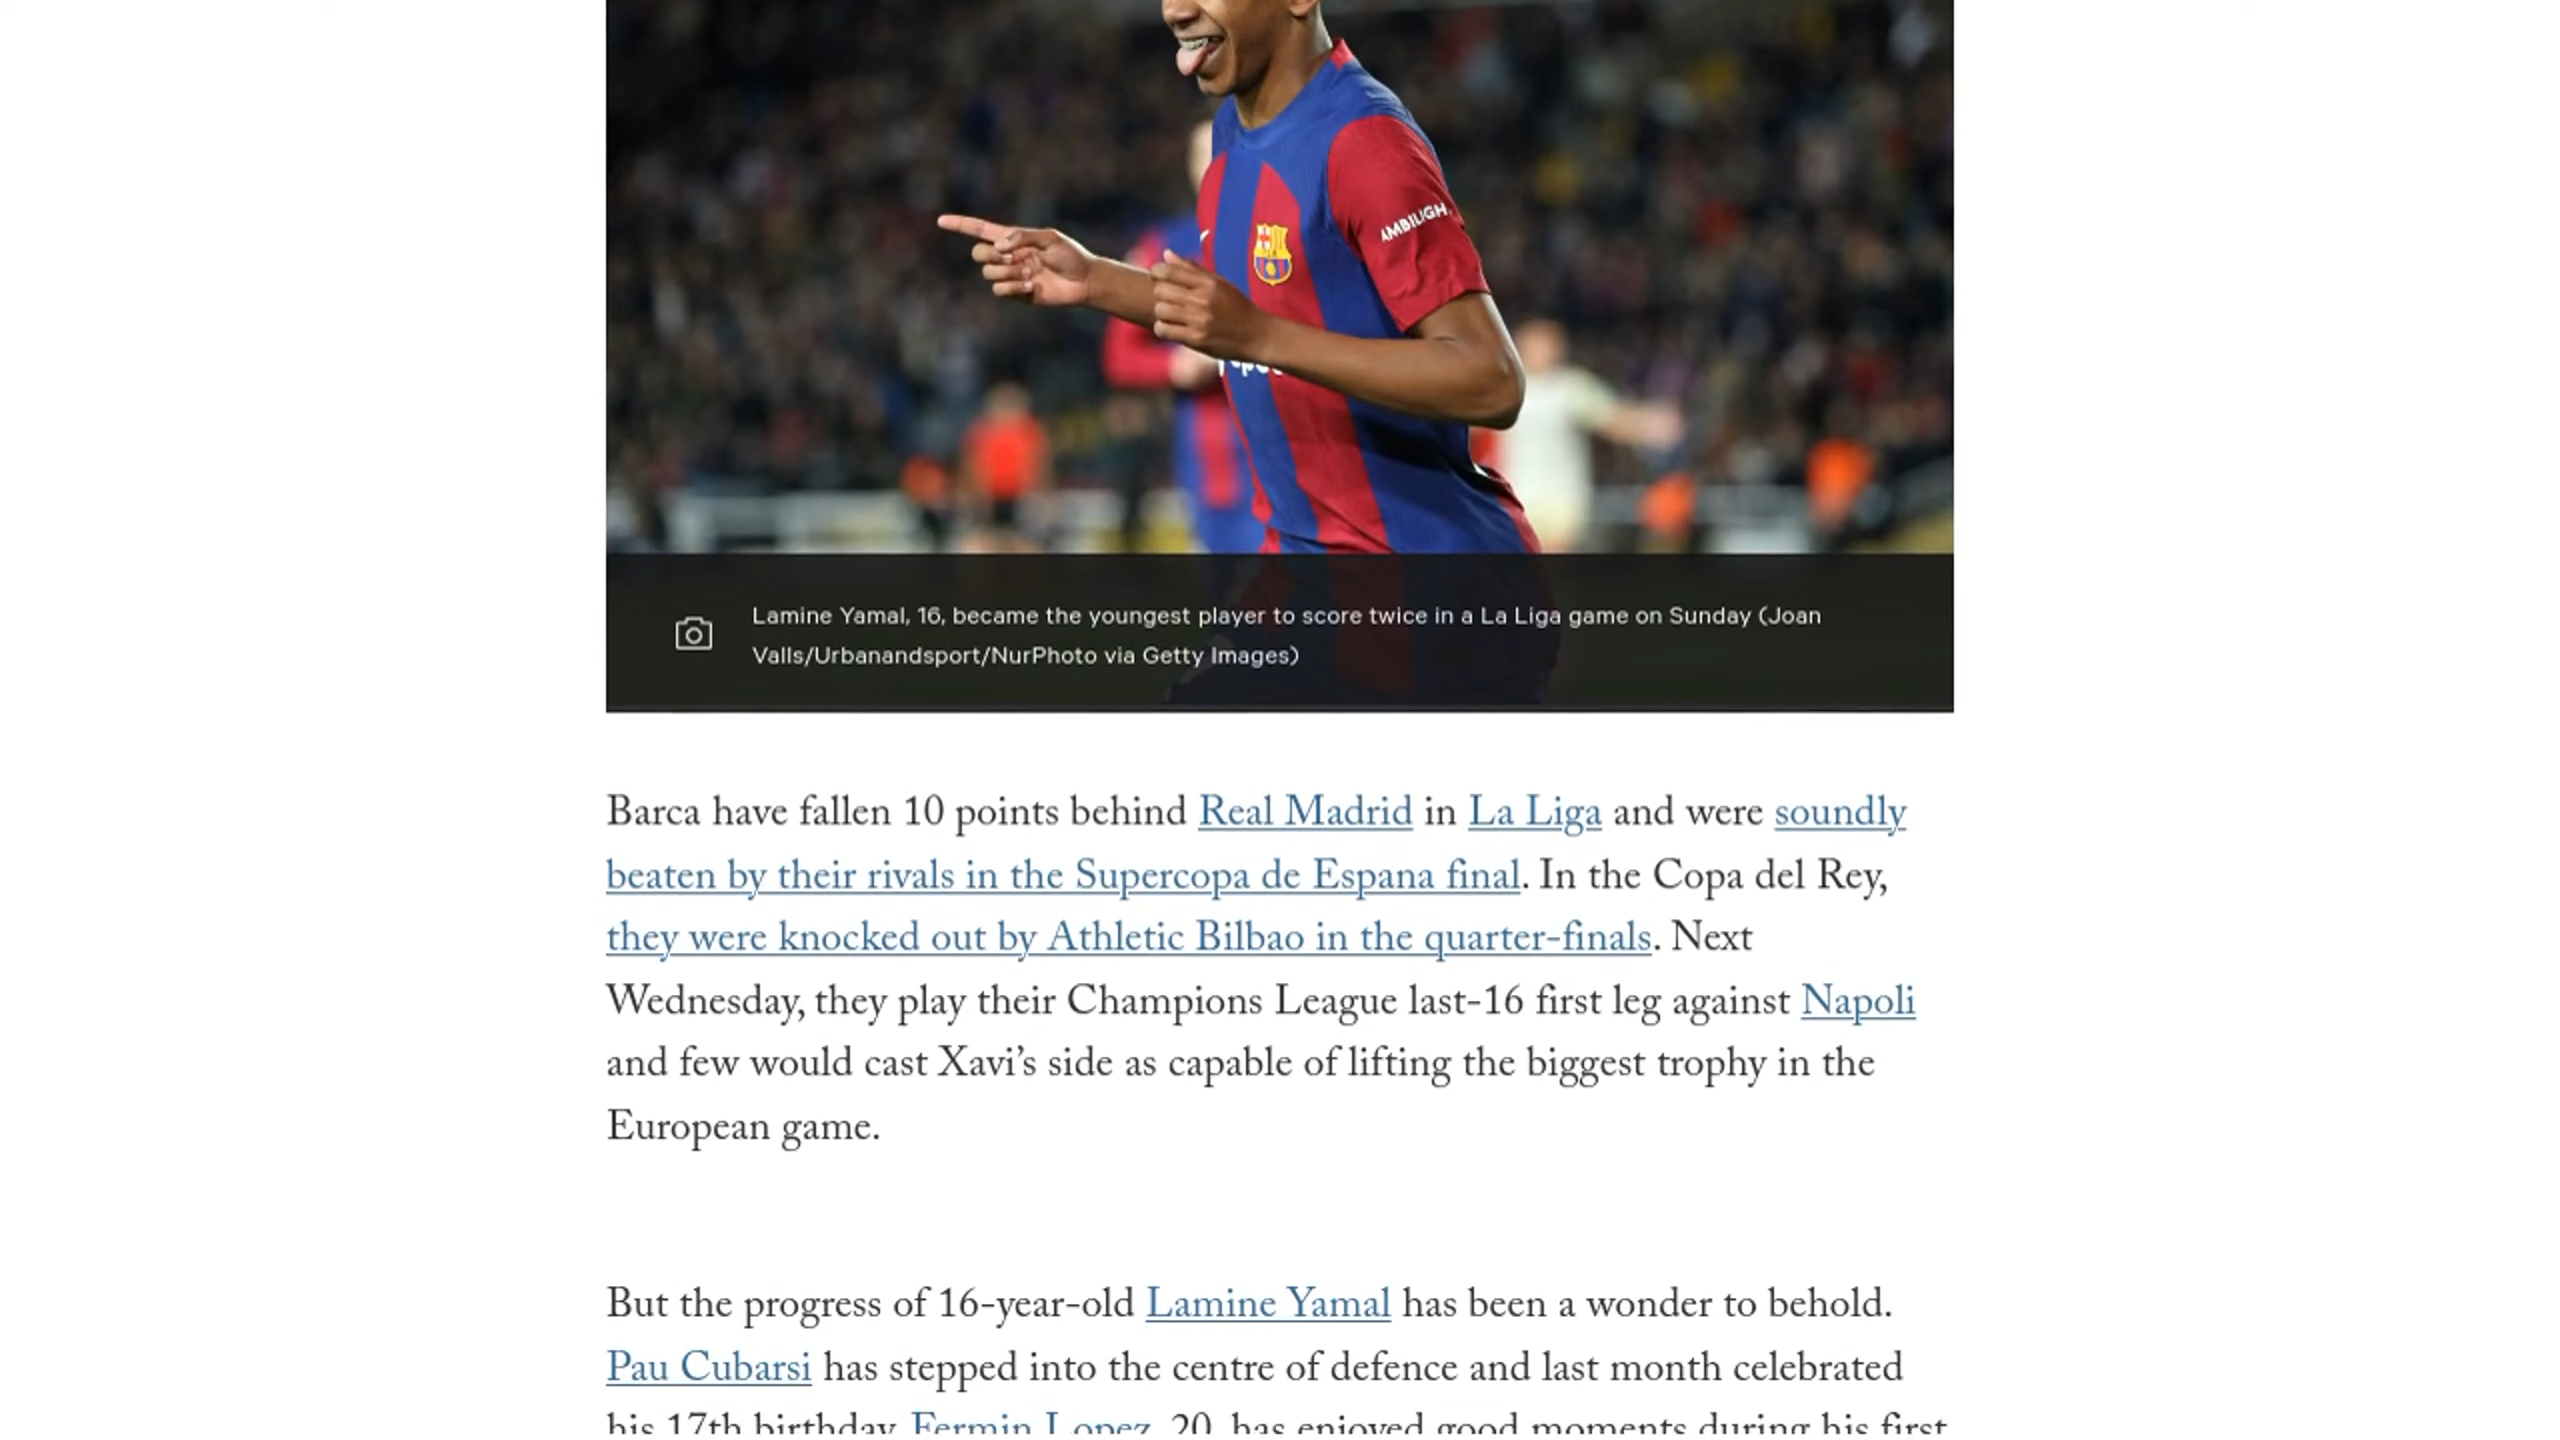 AMBILIGH
Lamine Yamal, 16, became the youngest player to score twice in a La Liga game on Sunday (Joan
Valls/Urbanandsport/NurPhoto via Getty Images)
Barca have fallen 10 points behind Real Madrid in La Liga and were soundly
beaten by their rivals in the Supercopa de Espana final. In the Copa del Rey,
they were knocked out by Athletic Bilbao in the quarter-finals. Next
Wednesday, they play their Champions League last-16 first leg against Napoli
and few would cast Xavi’s side as capable of lifting the biggest trophy in the
European game.
But the progress of 16-year-old Lamine Yamal has been a wonder to behold.
Pau Cubarsi has stepped into the centre of defence and last month celebrated
his 17th birthday. Fermin Lopez, 20, has enjoyed good moments during his first